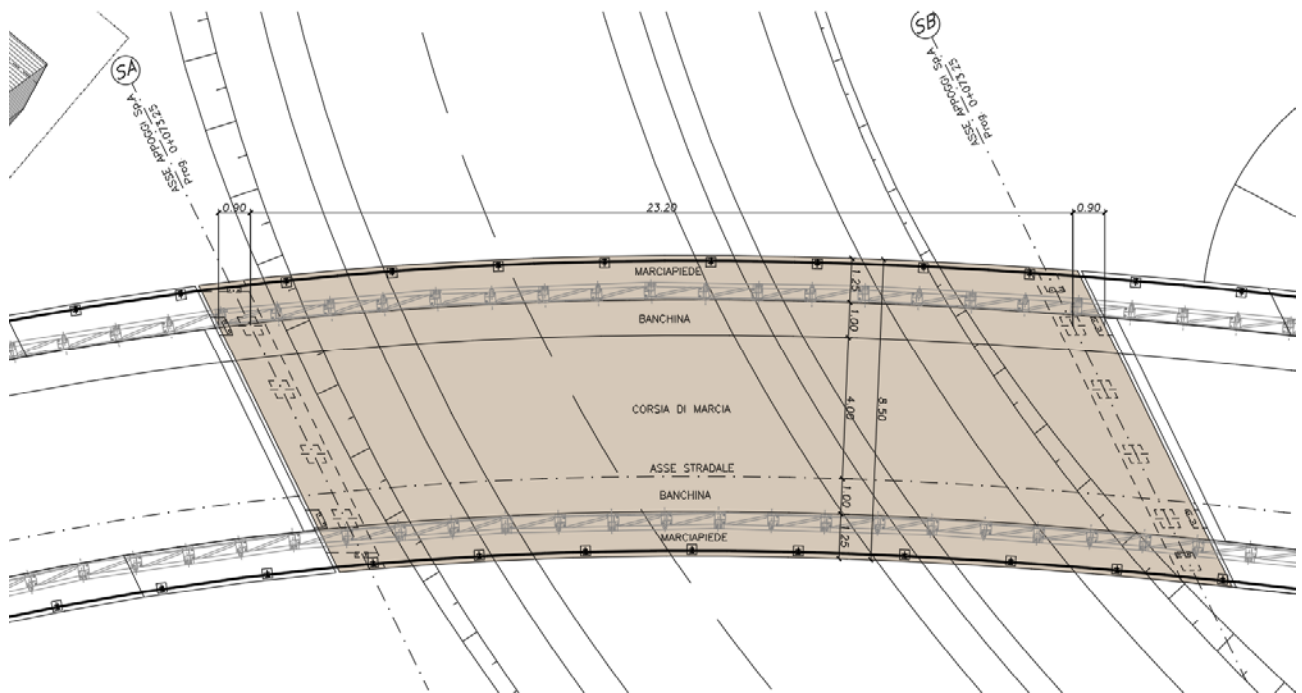 SA
ASSE APPOGGI Sp.A
Prog. 0+073.25
SB
ASSE APPOGGI Sp.A
Prog. 0+073.25
0.90
23.20
0.90
MARCIAPIEDE
1.25
BANCHINA
1.00
CORSIA DI MARCIA
4.00
8.50
ASSE STRADALE
BANCHINA
1.00
MARCIAPIEDE
1.25